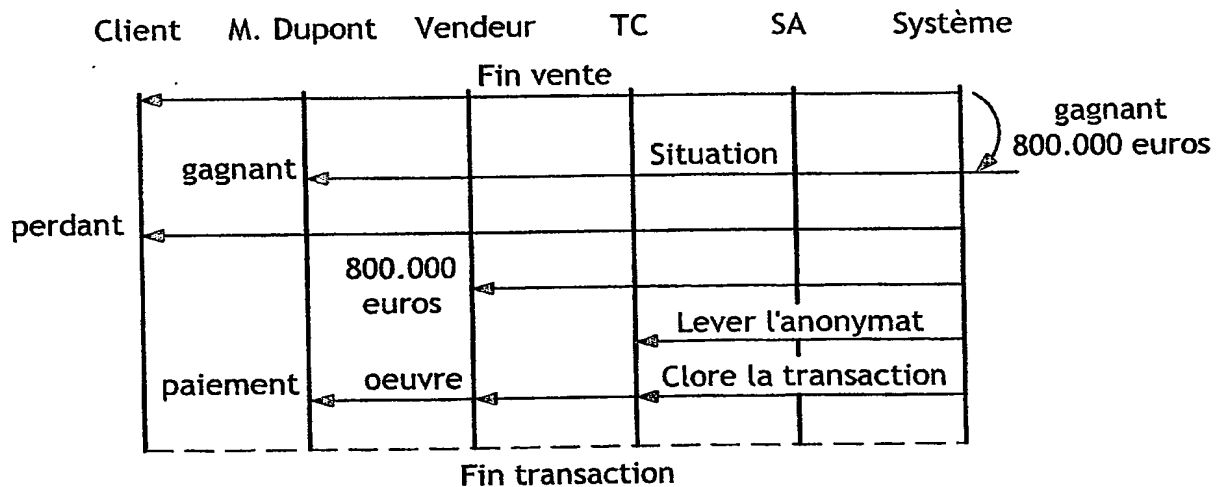 Client M. Dupont Vendeur TC SA Système
Fin vente
gagnant
800.000 euros
Situation
gagnant
perdant
800.000
euros
Lever l'anonymat
paiement oeuvre Clore la transaction
Fin transaction